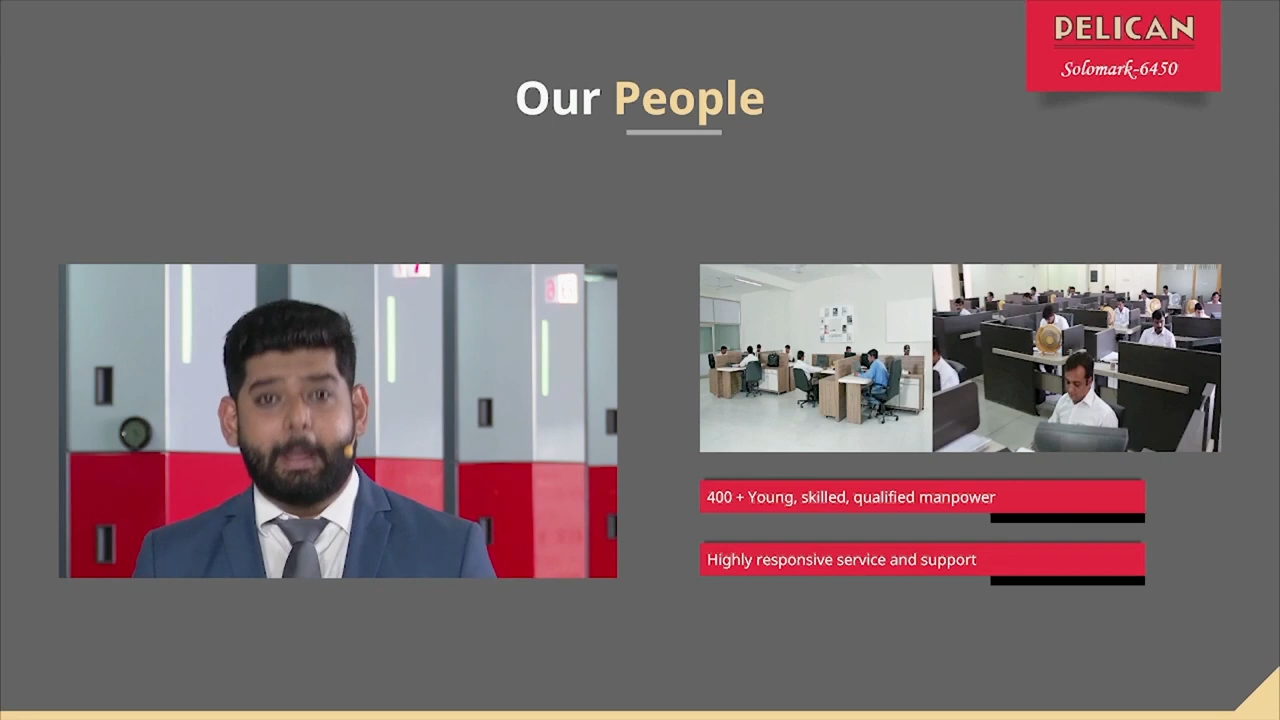 PELICAN
Solomark-6450
Our People
400 + Young, skilled, qualified manpower
Highly responsive service and support